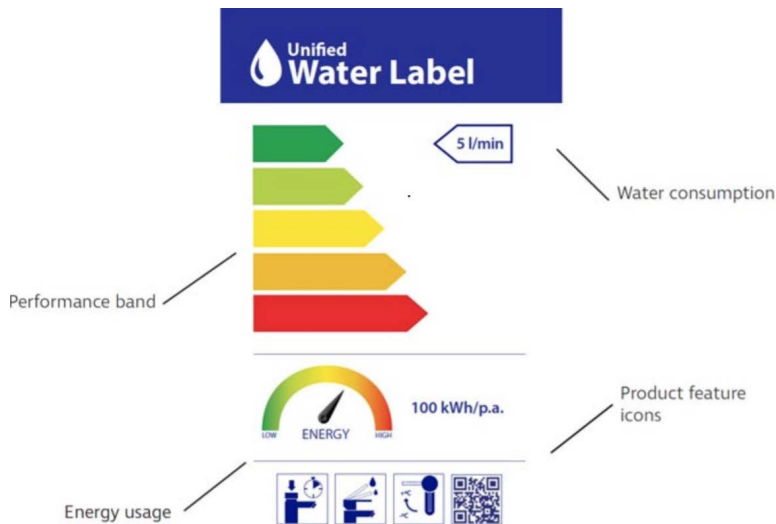 Unified
Water Label
5 l/min
Water consumption
Performance band
100 kWh/p.a.
LOW
ENERGY
HIGH
Product feature
icons
Energy usage